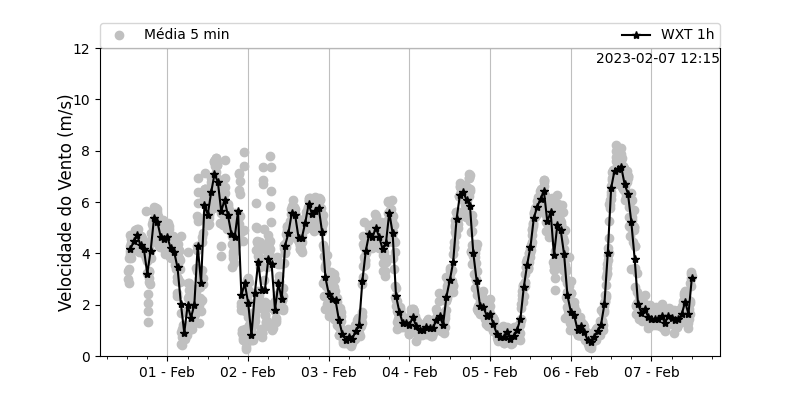 Média 5 min
WXT 1h
2023-02-07 12:15
Velocidade do Vento (m/s)
12
10
8
6
4
2
0
01 - Feb
02 - Feb
03 - Feb
04 - Feb
05 - Feb
06 - Feb
07 - Feb